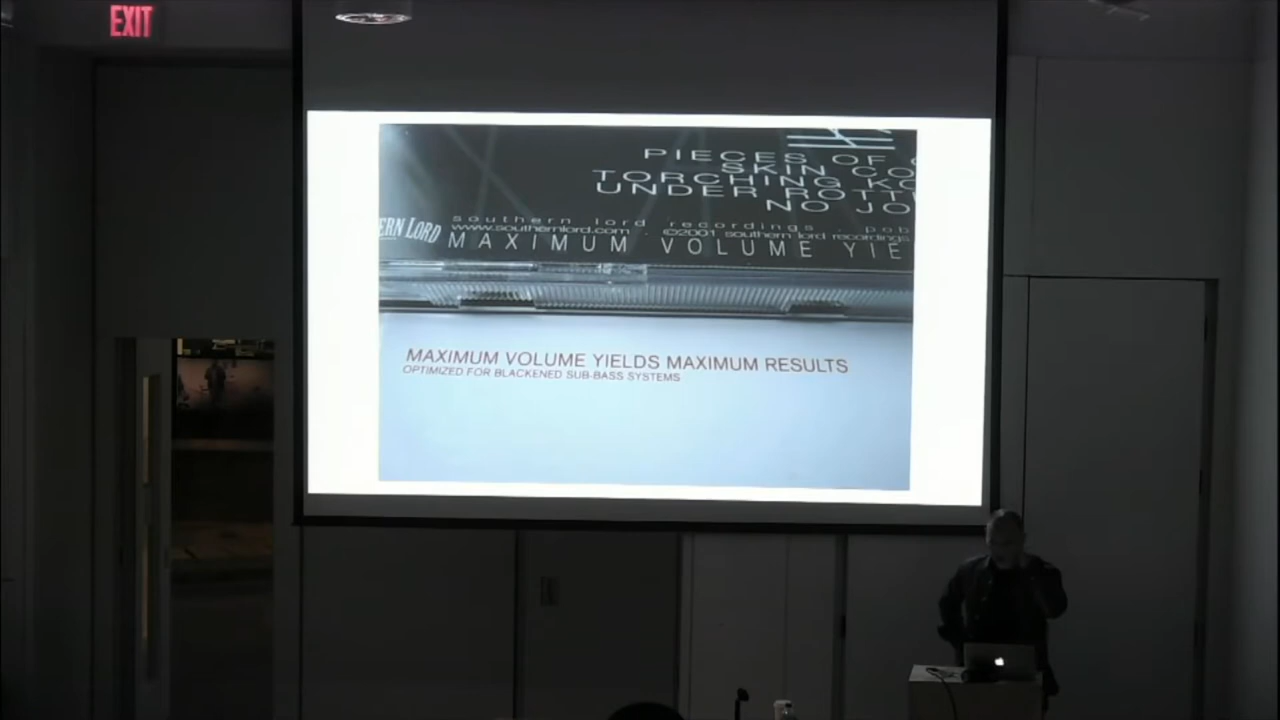 EXIT
PIECES OF
SKIN CO
TORCHING KO
UNDER ROTT
NO JO
ERN LORD
southern lord recordings . pob
www.southernlord.com . ©2001 southern lord recordings
MAXIMUM VOLUME YIE
MAXIMUM VOLUME YIELDS MAXIMUM RESULTS
OPTIMIZED FOR BLACKENED SUB-BASS SYSTEMS